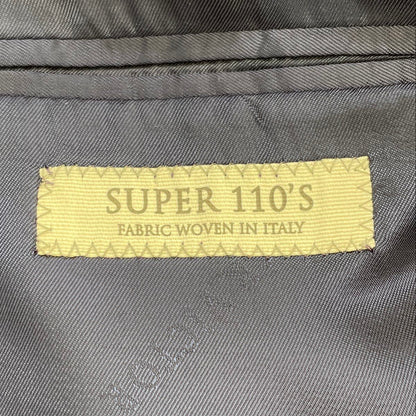 SUPER 110'S
FABRIC WOVEN IN ITALY